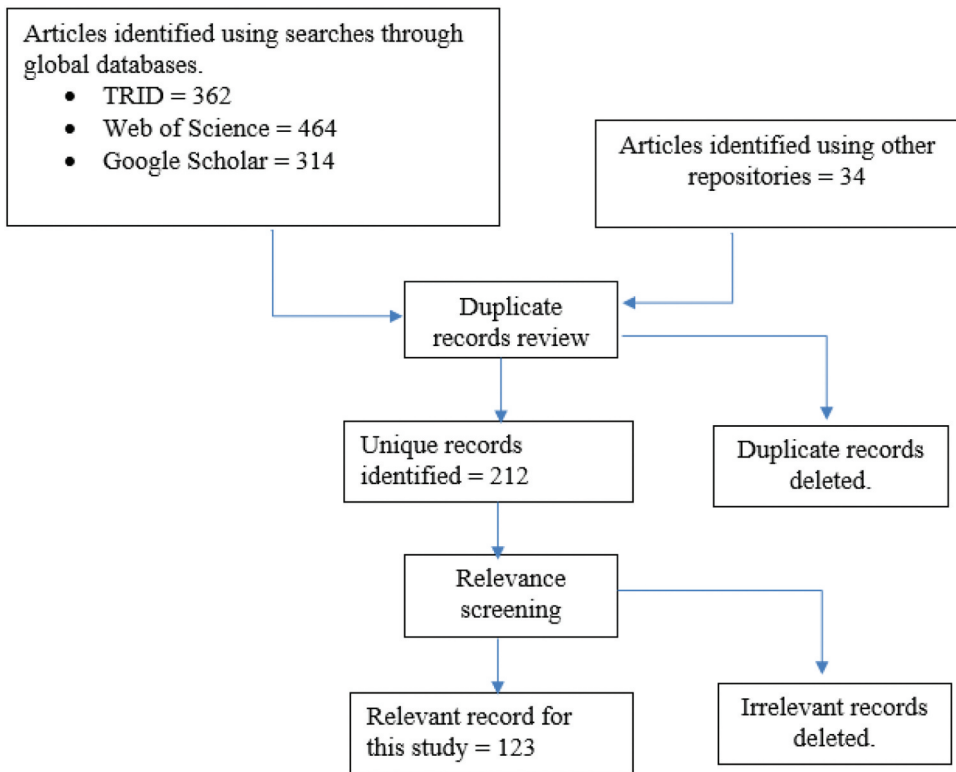 Articles identified using searches through
global databases.
• TRID = 362
• Web of Science = 464
• Google Scholar = 314
Articles identified using other
repositories = 34
Duplicate
records review
Unique records
identified = 212
Duplicate records
deleted.
Relevance
screening
Relevant record for
this study = 123
Irrelevant records
deleted.